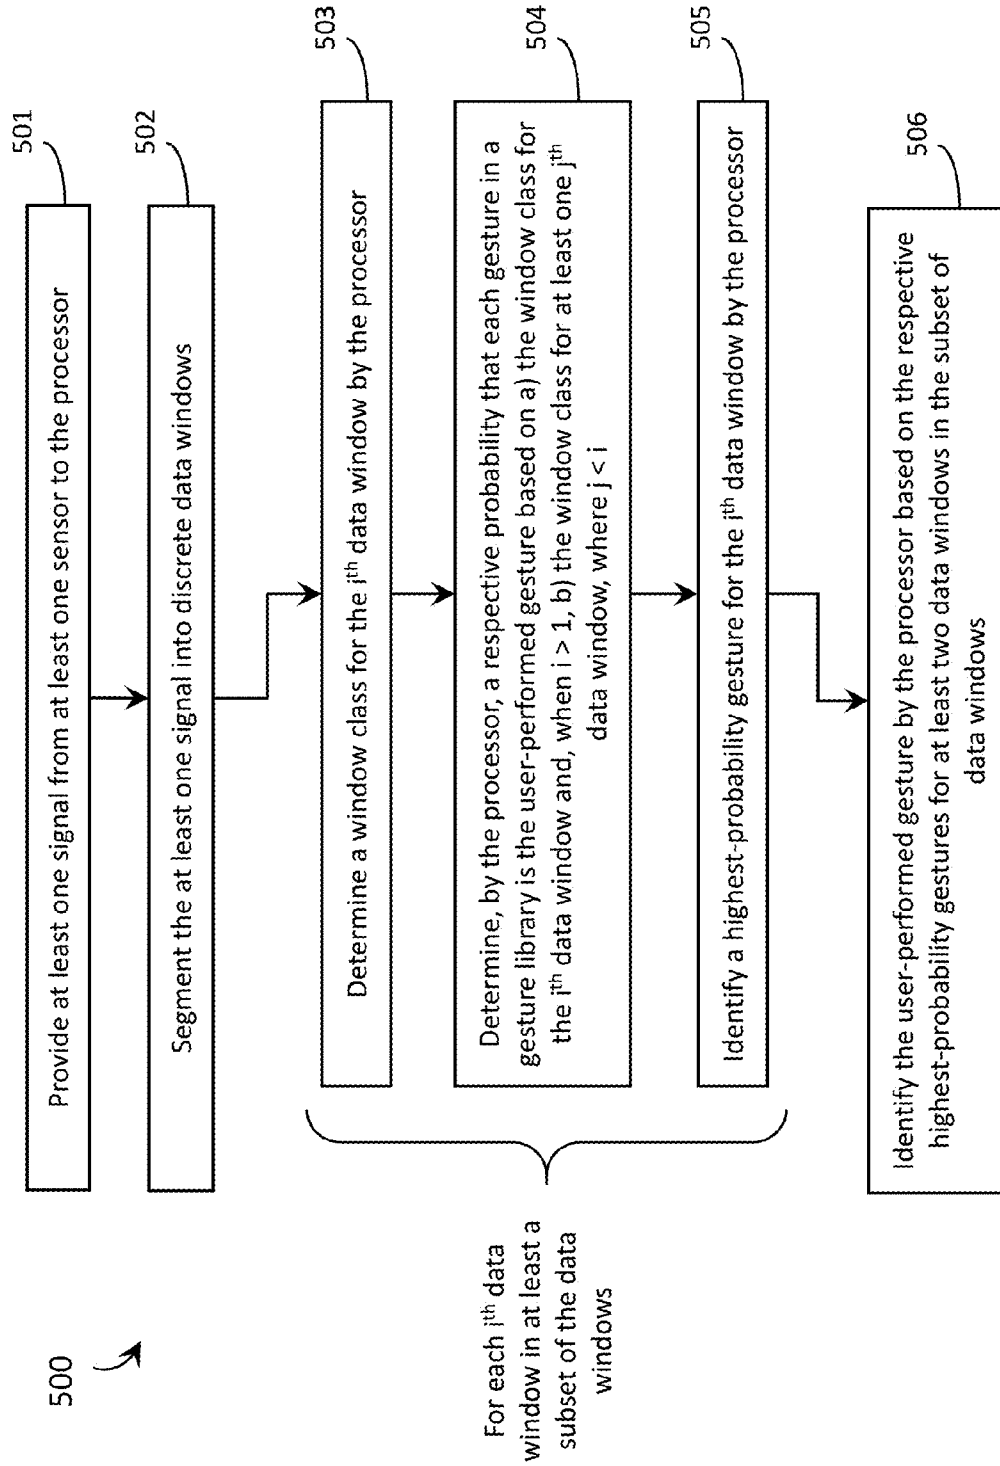 500
501
Provide at least one signal from at least one sensor to the processor
502
Segment the at least one signal into discrete data windows
For each iᵗʰ data
window in at least a
subset of the data
windows
503
Determine a window class for the iᵗʰ data window by the processor
504
Determine, by the processor, a respective probability that each gesture in a
gesture library is the user-performed gesture based on a) the window class for
the iᵗʰ data window and, when i > 1, b) the window class for at least one jᵗʰ
data window, where j < i
505
Identify a highest-probability gesture for the iᵗʰ data window by the processor
506
Identify the user-performed gesture by the processor based on the respective
highest-probability gestures for at least two data windows in the subset of
data windows